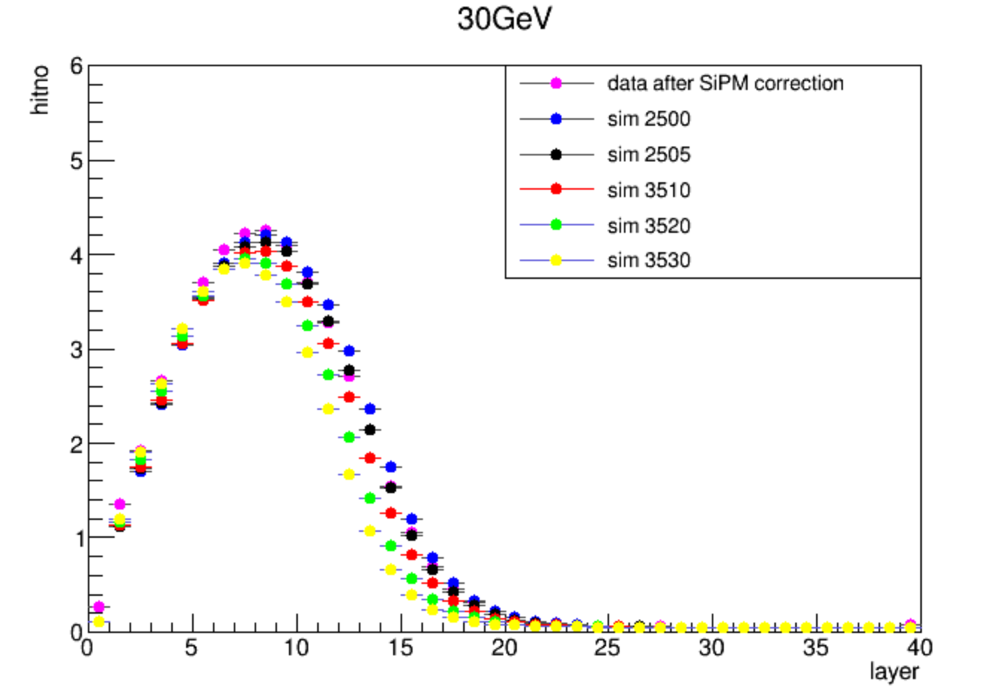 30GeV
hitno
6
5
4
3
2
1
0
data after SiPM correction
sim 2500
sim 2505
sim 3510
sim 3520
sim 3530
0 5 10 15 20 25 30 35 40
layer